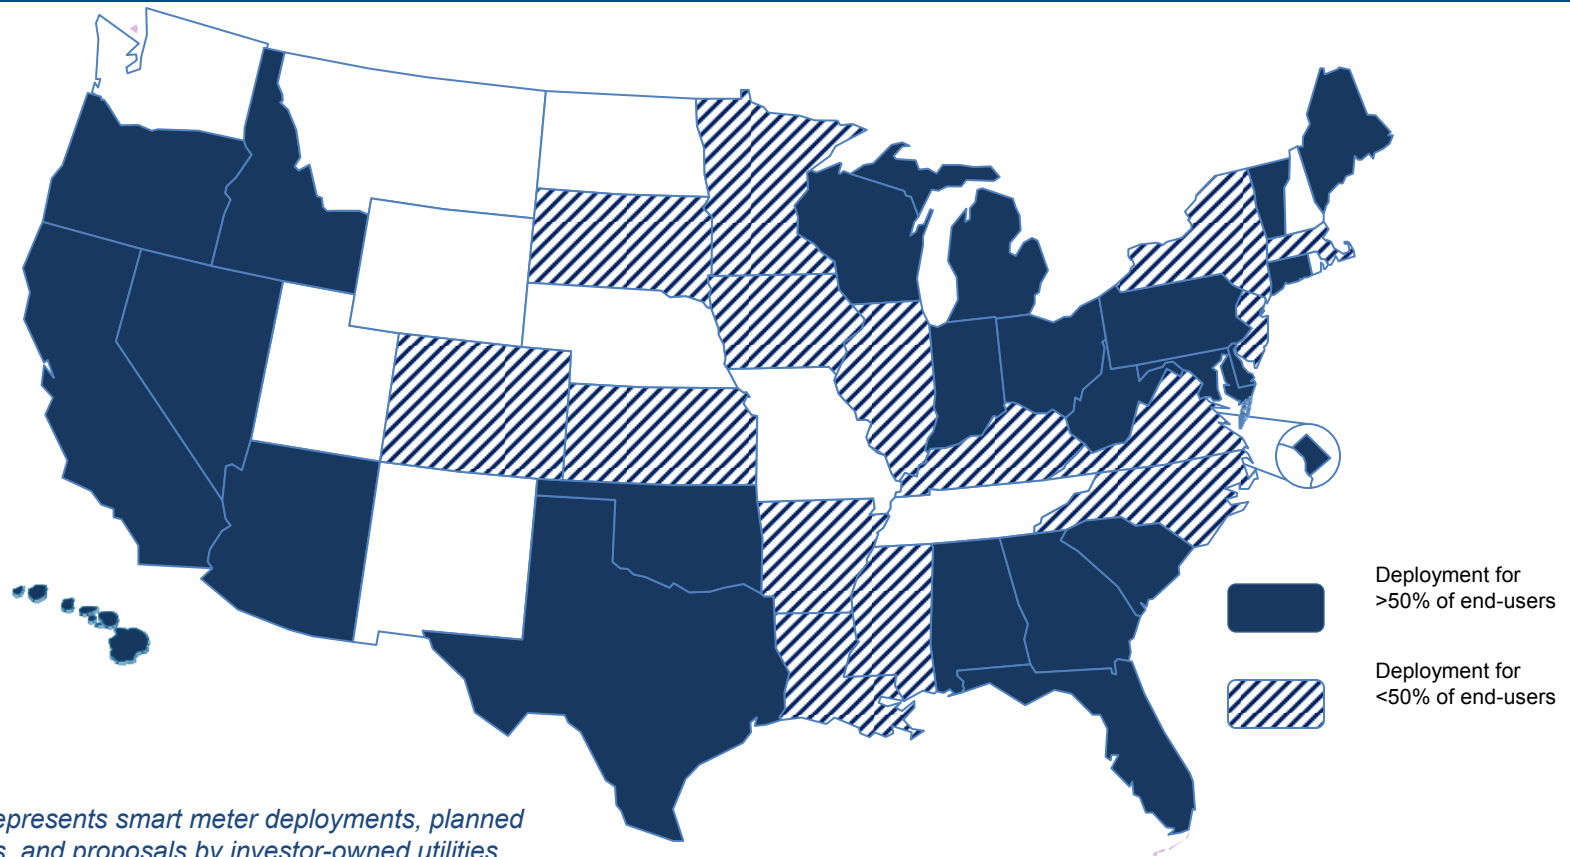 Deployment for
>50% of end-users
Deployment for
<50% of end-users
epresents smart meter deployments, planned
s, and proposals by investor-owned utilities